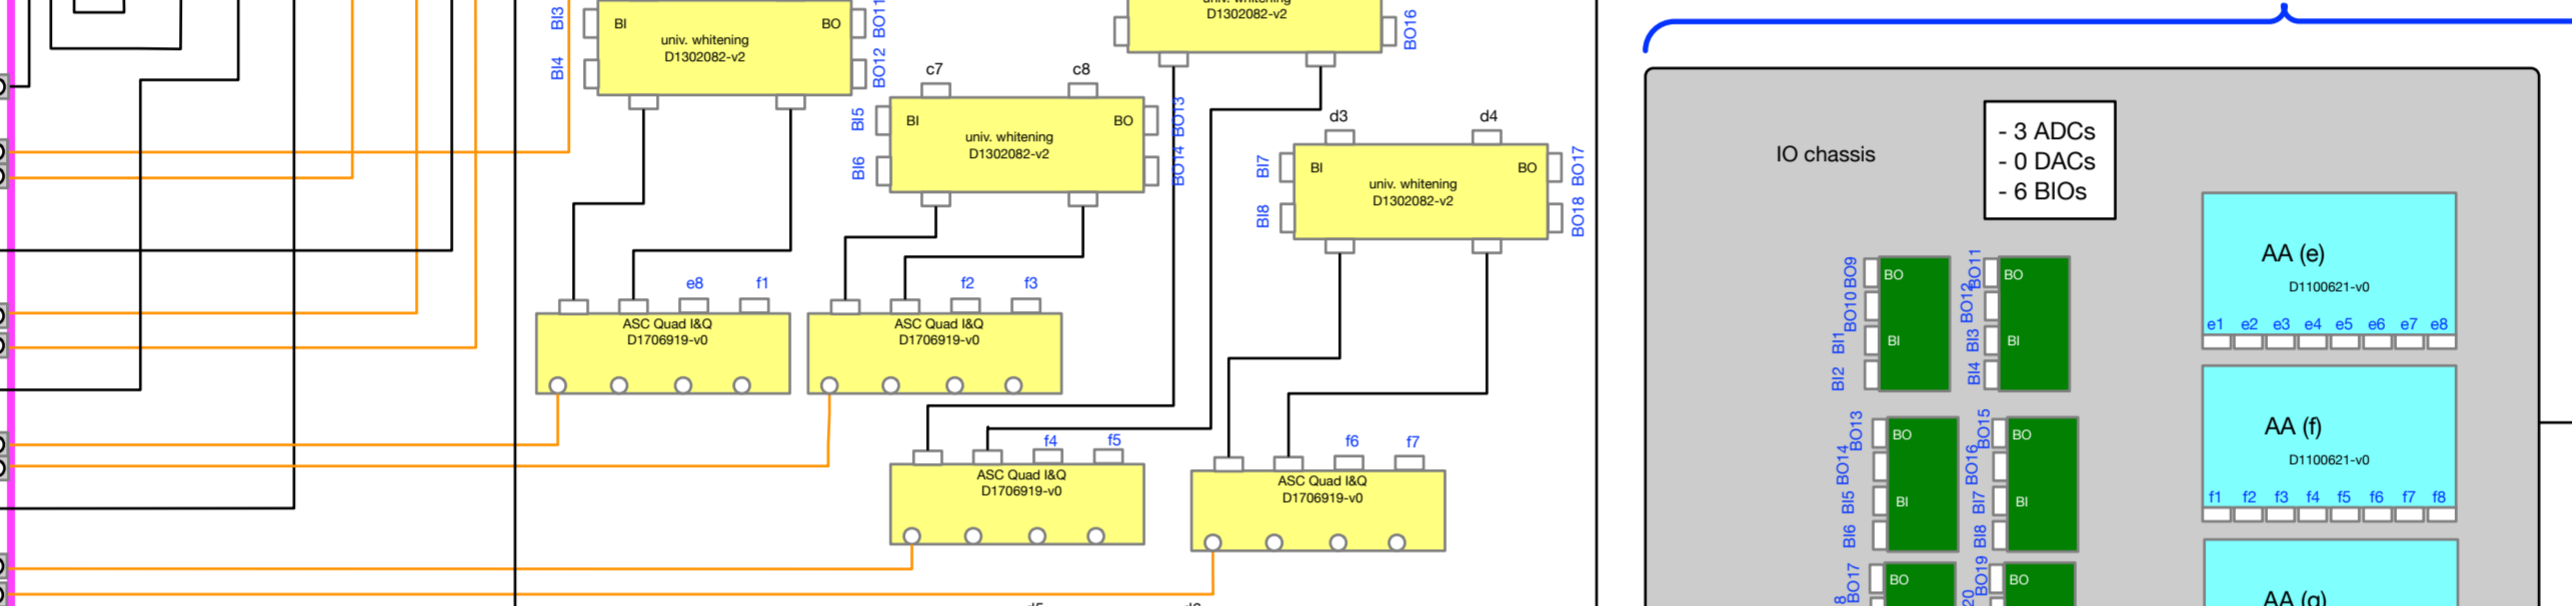 BI3
BI4
BI
BO
univ. whitening
D1302082-v2
BO11
BO12
D1302082-v2
BO16
c7
c8
BI5
BI6
BI
BO
univ. whitening
D1302082-v2
BO13
BO14
d3
d4
BI7
BI8
BI
BO
univ. whitening
D1302082-v2
BO17
BO18
e8
f1
ASC Quad I&Q
D1706919-v0
f2
f3
ASC Quad I&Q
D1706919-v0
f4
f5
ASC Quad I&Q
D1706919-v0
f6
f7
ASC Quad I&Q
D1706919-v0
IO chassis
- 3 ADCs
- 0 DACs
- 6 BIOs
BO9
BO10
BI1
BI2
BO
BI
BO11
BO12
BI3
BI4
BO
BI
BO13
BO14
BI5
BI6
BO
BI
BO15
BO16
BI7
BI8
BO
BI
BO17
BO
BO19
BO
AA (e)
D1100621-v0
e1 e2 e3 e4 e5 e6 e7 e8
AA (f)
D1100621-v0
f1 f2 f3 f4 f5 f6 f7 f8